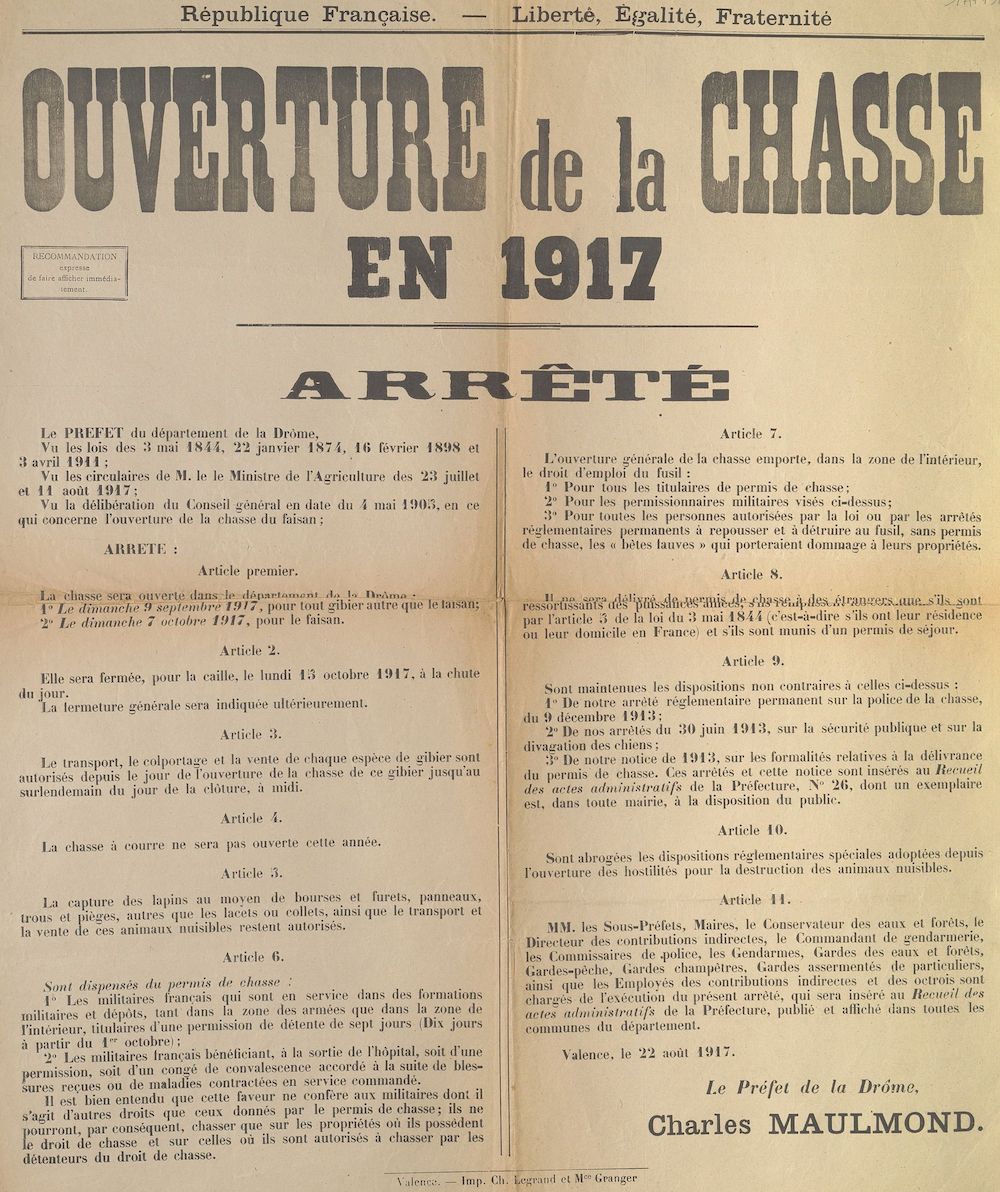 République Française. — Liberté, Égalité, Fraternité
OUVERTURE de la CHASSE
EN 1917
RECOMMANDATION
expresse
de faire afficher immédia-
tement.
ARRÊTÉ
Le PREFET du département de la Drôme,
Vu les lois des 3 mai 1844, 22 janvier 1874, 16 février 1898 et
3 avril 1911 ;
Vu les circulaires de M. le le Ministre de l'Agriculture des 23 juillet
et 11 août 1917 ;
Vu la délibération du Conseil général en date du 4 mai 1903, en ce
qui concerne l'ouverture de la chasse du faisan ;
ARRETE :
Article premier.
La chasse sera ouverte dans le département de la Drôme :
1° Le dimanche 9 septembre 1917, pour tout gibier autre que le faisan;
2° Le dimanche 7 octobre 1917, pour le faisan.
Article 2.
Elle sera fermée, pour la caille, le lundi 15 octobre 1917, à la chute
du jour.
La fermeture générale sera indiquée ultérieurement.
Article 3.
Le transport, le colportage et la vente de chaque espèce de gibier sont
autorisés depuis le jour de l'ouverture de la chasse de ce gibier jusqu'au
surlendemain du jour de la clôture, à midi.
Article 4.
La chasse à courre ne sera pas ouverte cette année.
Article 5.
La capture des lapins au moyen de bourses et furets, panneaux,
trous et pièges, autres que les lacets ou collets, ainsi que le transport et
la vente de ces animaux nuisibles restent autorisés.
Article 6.
Sont dispensés du permis de chasse :
1° Les militaires français qui sont en service dans des formations
militaires et dépôts, tant dans la zone des armées que dans la zone de
l'intérieur, titulaires d'une permission de détente de sept jours (Dix jours
à partir du 1er octobre) ;
2° Les militaires français bénéficiant, à la sortie de l'hôpital, soit d'une
permission, soit d'un congé de convalescence accordé à la suite de bles-
sures reçues ou de maladies contractées en service commandé.
Il est bien entendu que cette faveur ne confère aux militaires dont il
s'agit d'autres droits que ceux donnés par le permis de chasse ; ils ne
pourront, par conséquent, chasser que sur les propriétés où ils possèdent
le droit de chasse et sur celles où ils sont autorisés à chasser par les
détenteurs du droit de chasse.
Article 7.
L'ouverture générale de la chasse emporte, dans la zone de l'intérieur,
le droit d'emploi du fusil :
1° Pour tous les titulaires de permis de chasse ;
2° Pour les permissionnaires militaires visés ci-dessus ;
3° Pour toutes les personnes autorisées par la loi ou par les arrêtés
réglementaires permanents à repousser et à détruire au fusil, sans permis
de chasse, les « bêtes fauves » qui porteraient dommage à leurs propriétés.
Article 8.
Il ne sera délivré de permis de chasse à des étrangers que s'ils sont
ressortissants des puissances alliées, s'ils
par l'article 5 de la loi du 3 mai 1844 (c'est-à-dire s'ils ont leur résidence
ou leur domicile en France) et s'ils sont munis d'un permis de séjour.
Article 9.
Sont maintenues les dispositions non contraires à celles ci-dessus :
1° De notre arrêté réglementaire permanent sur la police de la chasse,
du 9 décembre 1913 ;
2° De nos arrêtés du 30 juin 1913, sur la sécurité publique et sur la
divagation des chiens ;
3° De notre notice de 1913, sur les formalités relatives à la délivrance
du permis de chasse. Ces arrêtés et cette notice sont insérés au Recueil
des actes administratifs de la Préfecture, N° 26, dont un exemplaire
est, dans toute mairie, à la disposition du public.
Article 10.
Sont abrogées les dispositions réglementaires spéciales adoptées depuis
l'ouverture des hostilités pour la destruction des animaux nuisibles.
Article 11.
MM. les Sous-Préfets, Maires, le Conservateur des eaux et forêts, le
Directeur des contributions indirectes, le Commandant de gendarmerie,
les Commissaires de police, les Gendarmes, Gardes des eaux et forêts,
Gardes-pêche, Gardes champêtres, Gardes assermentés de particuliers,
ainsi que les Employés des contributions indirectes et des octrois sont
chargés de l'exécution du présent arrêté, qui sera inséré au Recueil des
actes administratifs de la Préfecture, publié et affiché dans toutes les
communes du département.
Valence, le 22 août 1917.
Le Préfet de la Drôme,
Charles MAULMOND.
Valence. — Imp. Ch. Legrand et Mce Granger